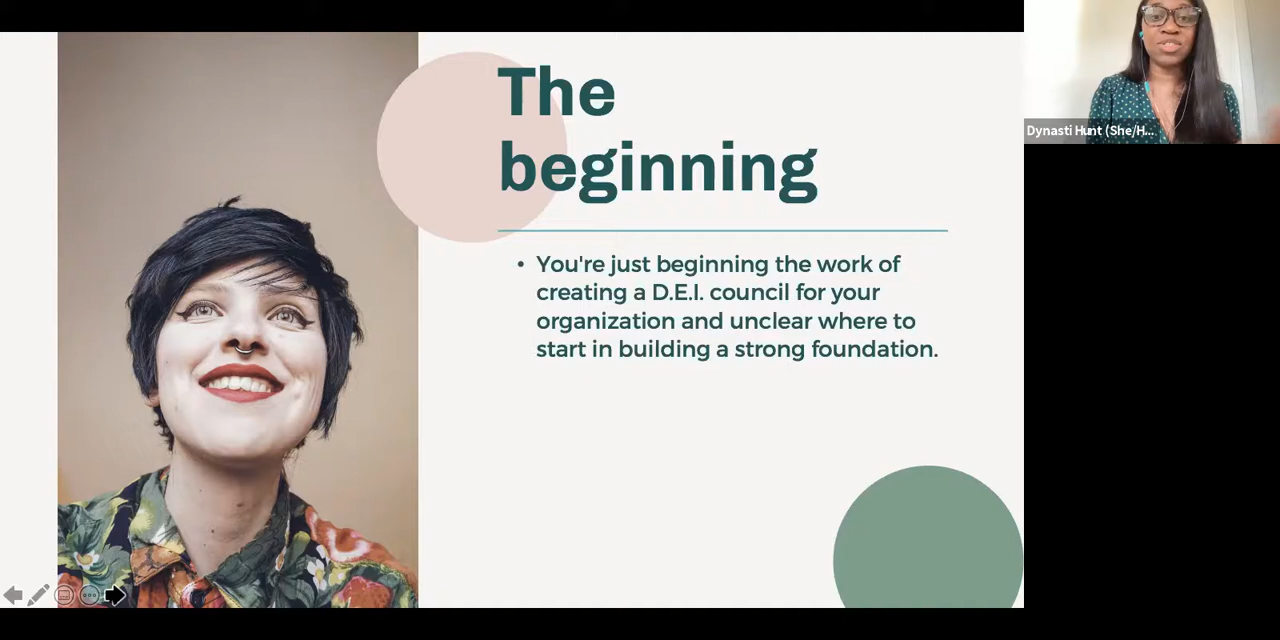 The
beginning
• You're just beginning the work of
creating a D.E.I. council for your
organization and unclear where to
start in building a strong foundation.
Dynasti Hunt (She/H...